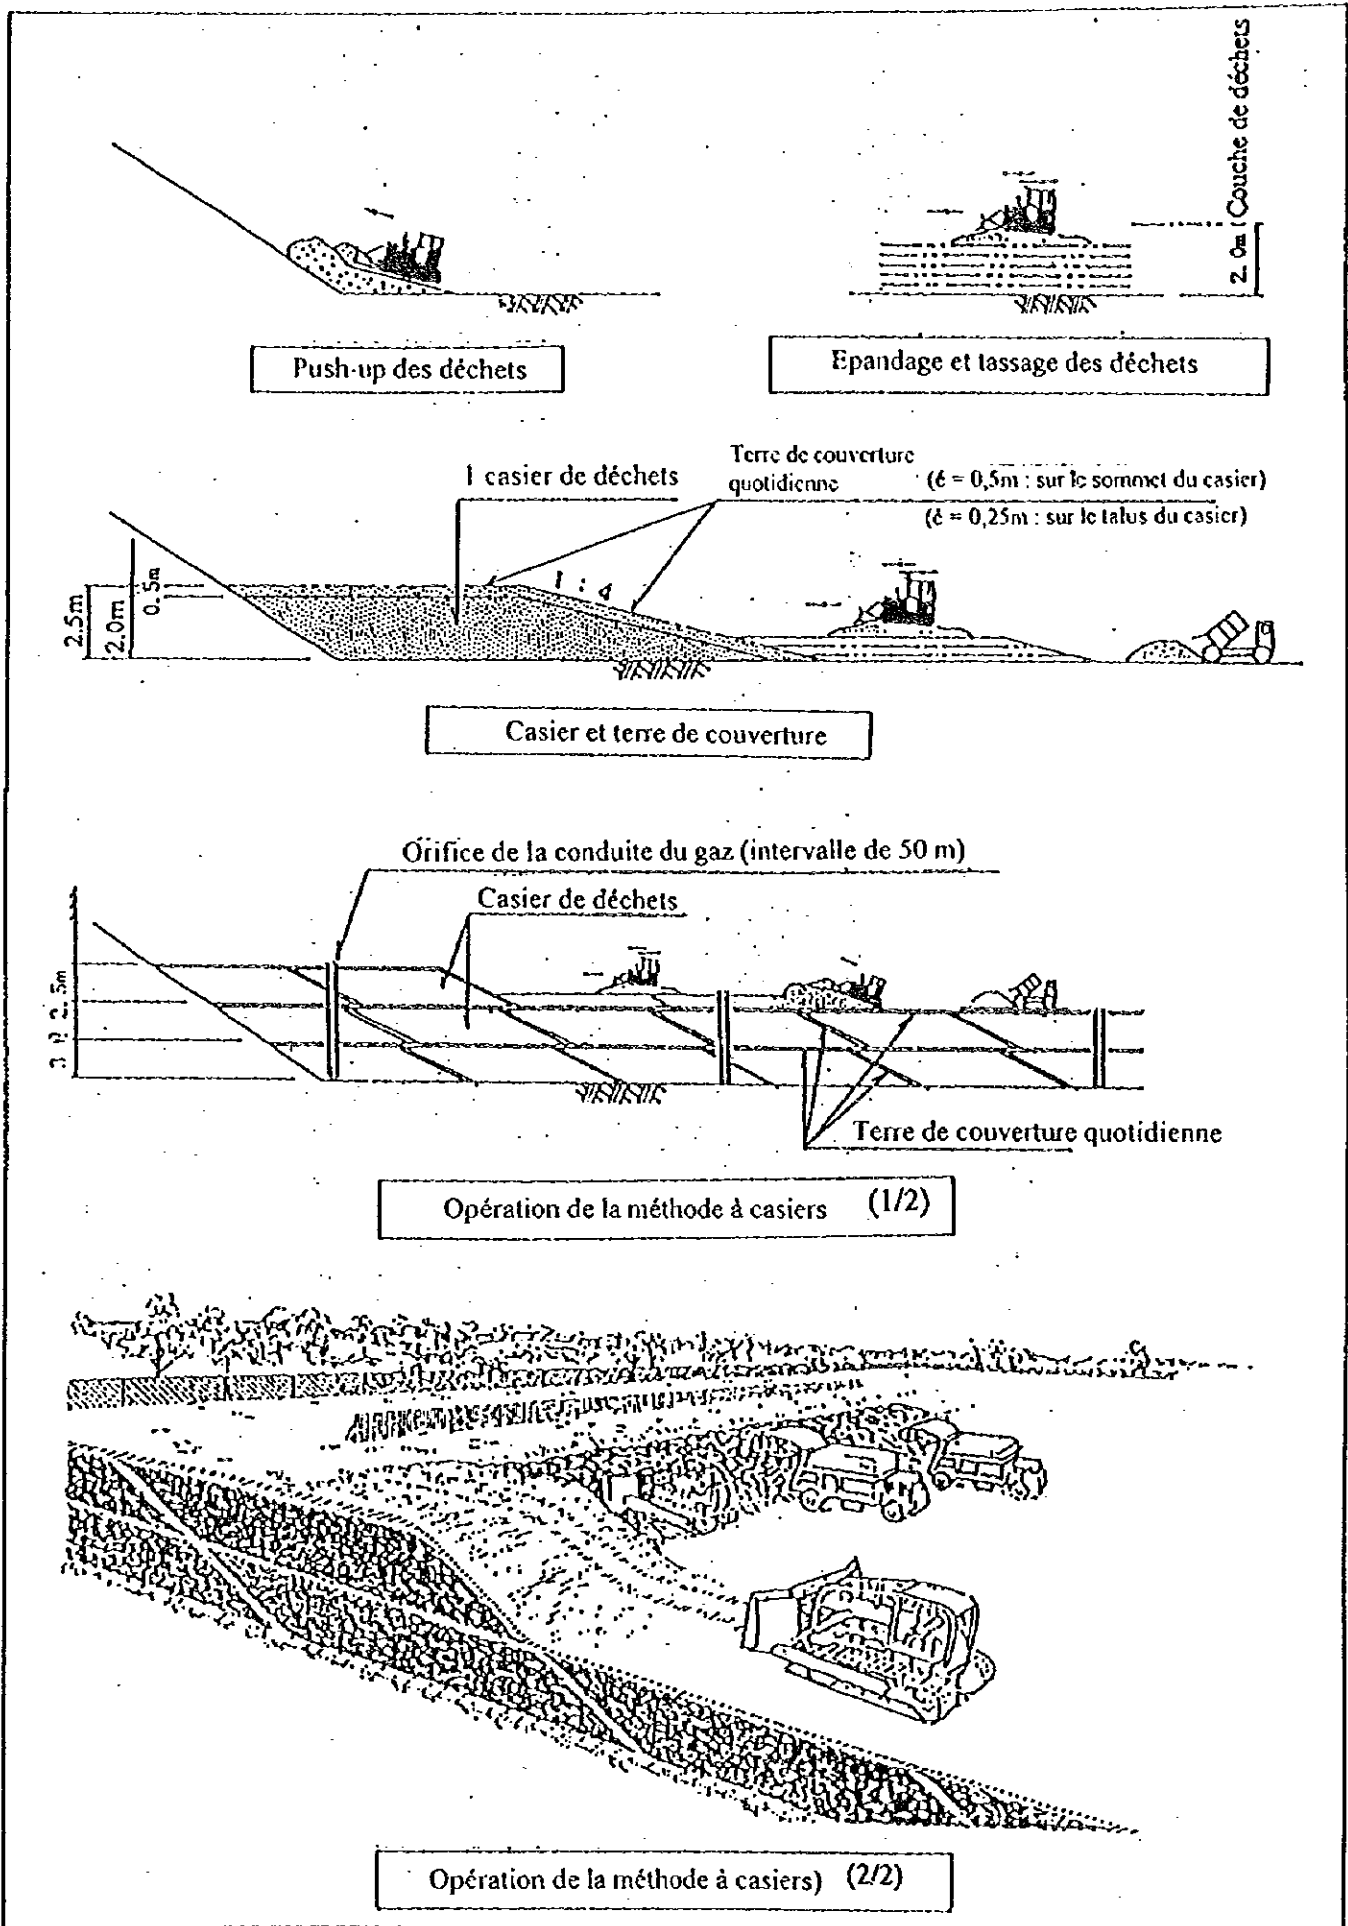 Couche de déchets
2.0m
Push-up des déchets
Epandage et tassage des déchets
1 casier de déchets
Terre de couverture
quotidienne
(é = 0,5m : sur le sommet du casier)
(é = 0,25m : sur le talus du casier)
1 : 4
2.5m
2.0m
0.5m
Casier et terre de couverture
Orifice de la conduite du gaz (intervalle de 50 m)
Casier de déchets
2.5m
Terre de couverture quotidienne
Opération de la méthode à casiers (1/2)
Opération de la méthode à casiers) (2/2)